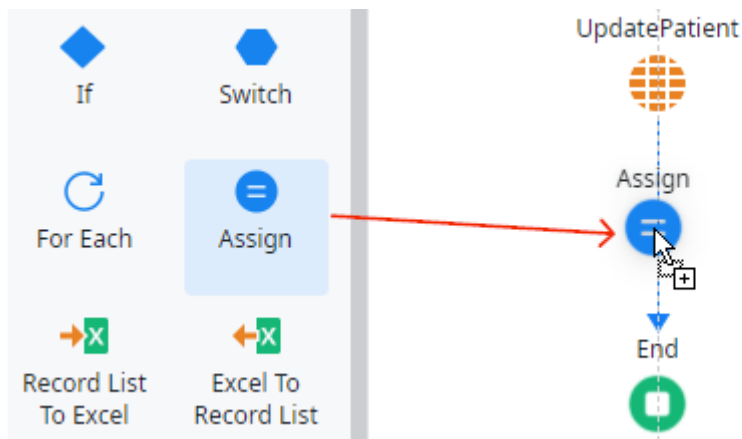 If
Switch
For Each
Assign
Record List
To Excel
Excel To
Record List
UpdatePatient
Assign
End